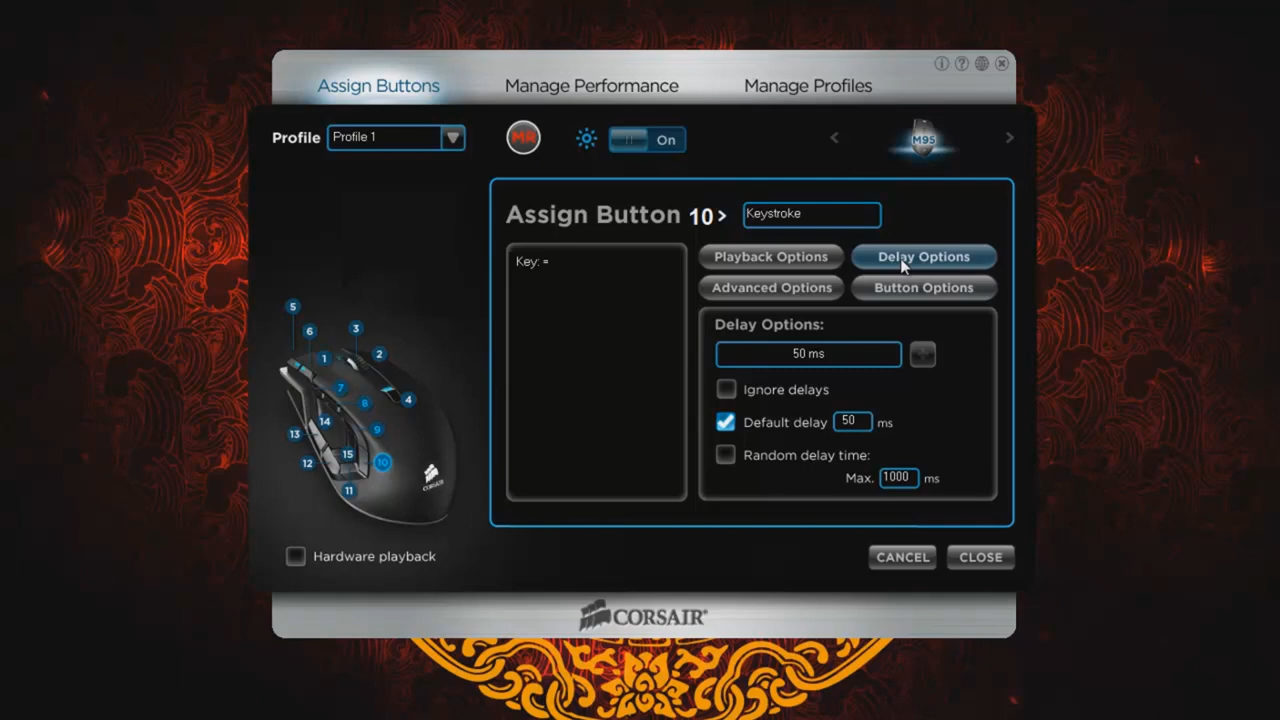 Assign Buttons Manage Performance Manage Profiles
Profile Profile 1 MR On M95
Assign Button 10> Keystroke
Key: = Playback Options Delay Options
Advanced Options Button Options
Delay Options:
50 ms
Ignore delays
Default delay 50 ms
Random delay time:
Max. 1000 ms
5
6
3
1
2
7
8
4
14
9
13
15
12
10
11
CORSAIR
Hardware playback CANCEL CLOSE
CORSAIR